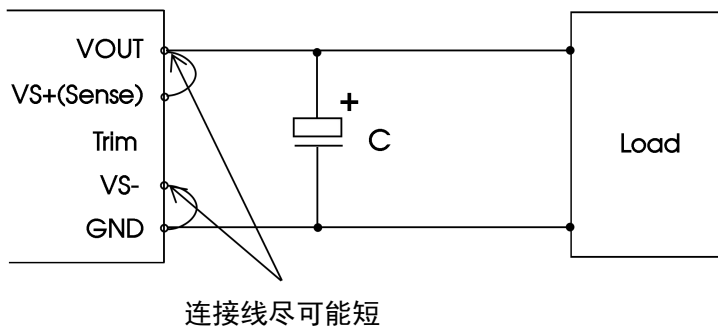 VOUT
VS+(Sense)
Trim
VS-
GND
+
C
Load
连接线尽可能短